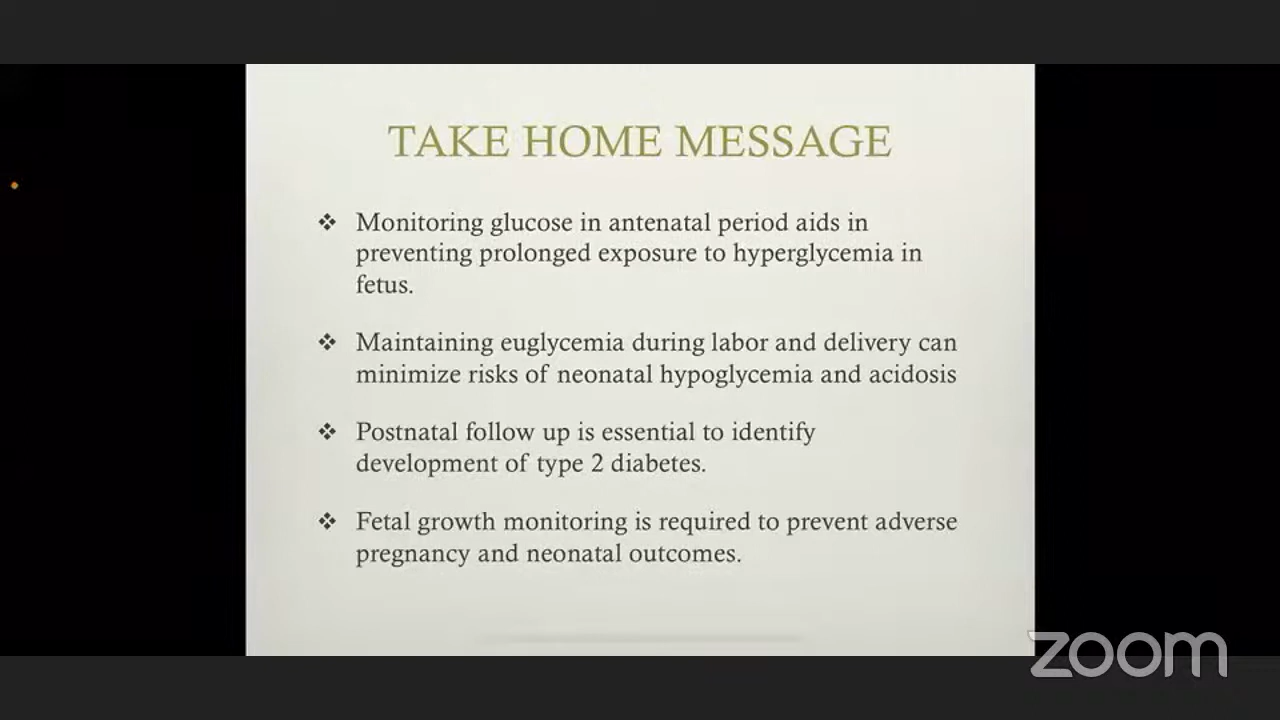 TAKE HOME MESSAGE
❖ Monitoring glucose in antenatal period aids in
preventing prolonged exposure to hyperglycemia in
fetus.
❖ Maintaining euglycemia during labor and delivery can
minimize risks of neonatal hypoglycemia and acidosis
❖ Postnatal follow up is essential to identify
development of type 2 diabetes.
❖ Fetal growth monitoring is required to prevent adverse
pregnancy and neonatal outcomes.
zoom